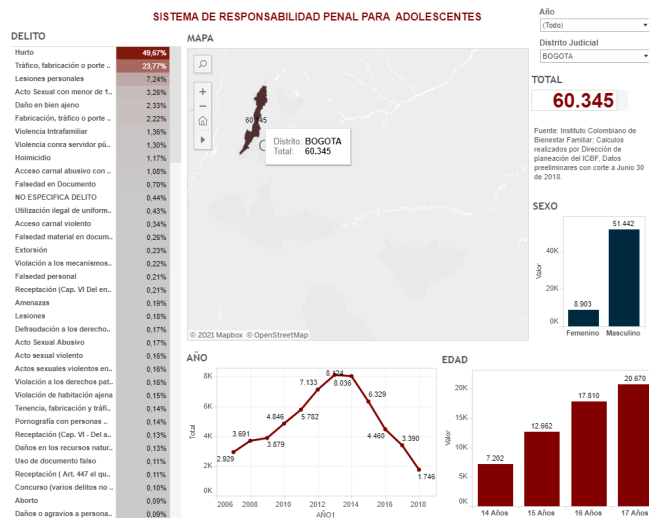 SISTEMA DE RESPONSABILIDAD PENAL PARA ADOLESCENTES
Año
(Todo)
Distrito Judicial
BOGOTA
TOTAL
60.345
Fuente: Instituto Colombiano de
Bienestar Familiar; Calculos
realizados por Dirección de
planeación del ICBF, Datos
preeliminares con corte a Junio 30
de 2018.
DELITO
Hurto 49,67%
Tráfico, fabricación o porte .. 23,77%
Lesiones personales 7,24%
Acto Sexual con menor de 1.. 3,26%
Daño en bien ajeno 2,33%
Fabricación, tráfico o porte .. 2,22%
Violencia Intrafamiliar 1,36%
Violencia conra servidor pú.. 1,30%
Hoimicidio 1,17%
Acceso carnal abusivo con .. 1,08%
Falsedad en Documento 0,70%
NO ESPECIFICA DELITO 0,44%
Utilización ilegal de uniform.. 0,43%
Acceso carnal violento 0,34%
Falsedad material en docum.. 0,26%
Extorsión 0,23%
Violación a los mecanismos.. 0,22%
Falsedad personal 0,21%
Receptación (Cap. VI Del en.. 0,21%
Amenazas 0,19%
Lesiones 0,18%
Defraudación a los derecho.. 0,17%
Acto Sexual Abusivo 0,17%
Acto sexual violento 0,16%
Actos sexuales violentos en.. 0,16%
Violación a los derechos pat.. 0,16%
Violación de habitación ajena 0,15%
Tenencia, fabricación y tráfi.. 0,14%
Pornografía con personas .. 0,14%
Receptación (Cap. VI - Del a.. 0,13%
Daños en los recursos natur.. 0,13%
Uso de documento falso 0,11%
Receptación ( Art. 447 el qu.. 0,11%
Concurso (varios delitos no .. 0,10%
Aborto 0,09%
Daños o agravios a persona.. 0,09%
MAPA
Distrito: BOGOTA
Total: 60.345
© 2021 Mapbox © OpenStreetMap
SEXO
Valor
40K
20K
0K
8.903
51.442
Femenino Masculino
AÑO
Total
8K
6K
4K
2K
0K
2.929
3.691
3.879
4.846
5.782
7.133
8.124
8.036
6.329
4.460
3.390
1.746
2006 2008 2010 2012 2014 2016 2018
AÑO1
EDAD
Valor
20K
15K
10K
5K
0K
7.202
12.662
17.810
20.670
14 Años 15 Años 16 Años 17 Años